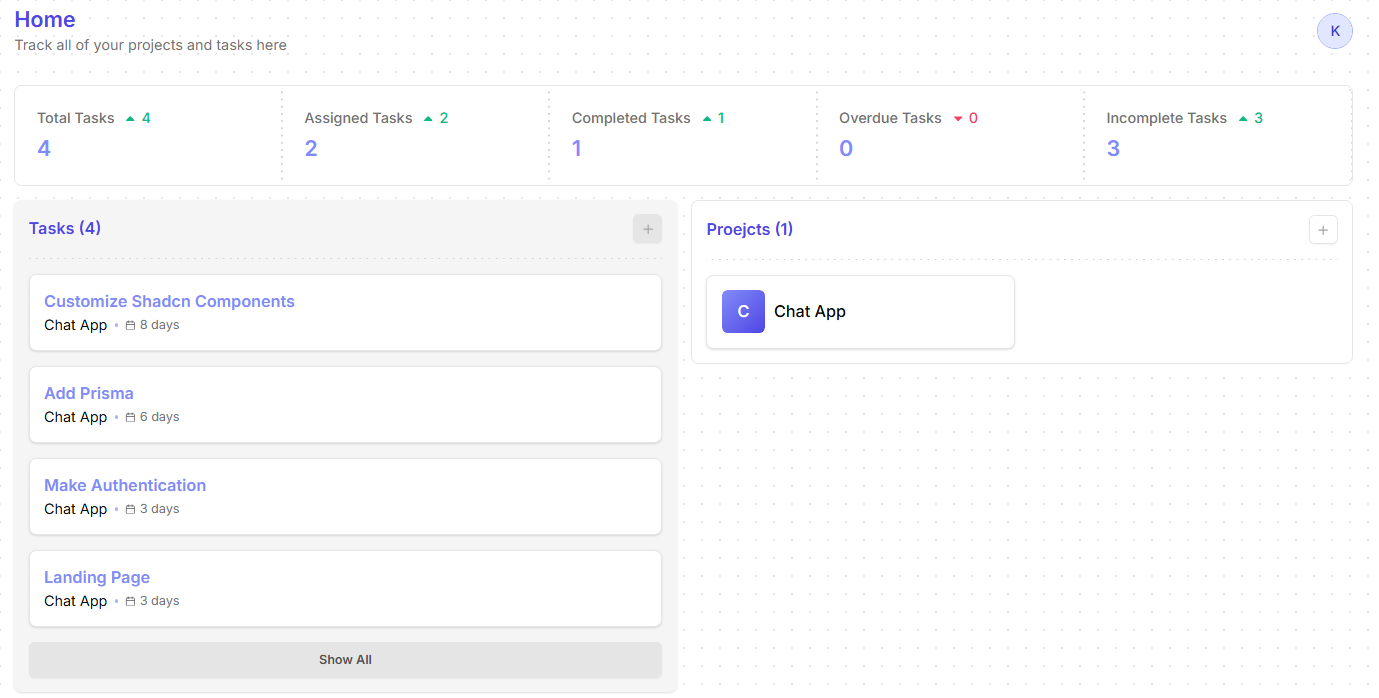 Home
Track all of your projects and tasks here
K
Total Tasks 4
4
Assigned Tasks 2
2
Completed Tasks 1
1
Overdue Tasks 0
0
Incomplete Tasks 3
3
Tasks (4)
+
Customize Shadcn Components
Chat App • 8 days
Add Prisma
Chat App • 6 days
Make Authentication
Chat App • 3 days
Landing Page
Chat App • 3 days
Show All
Proejcts (1)
+
C Chat App